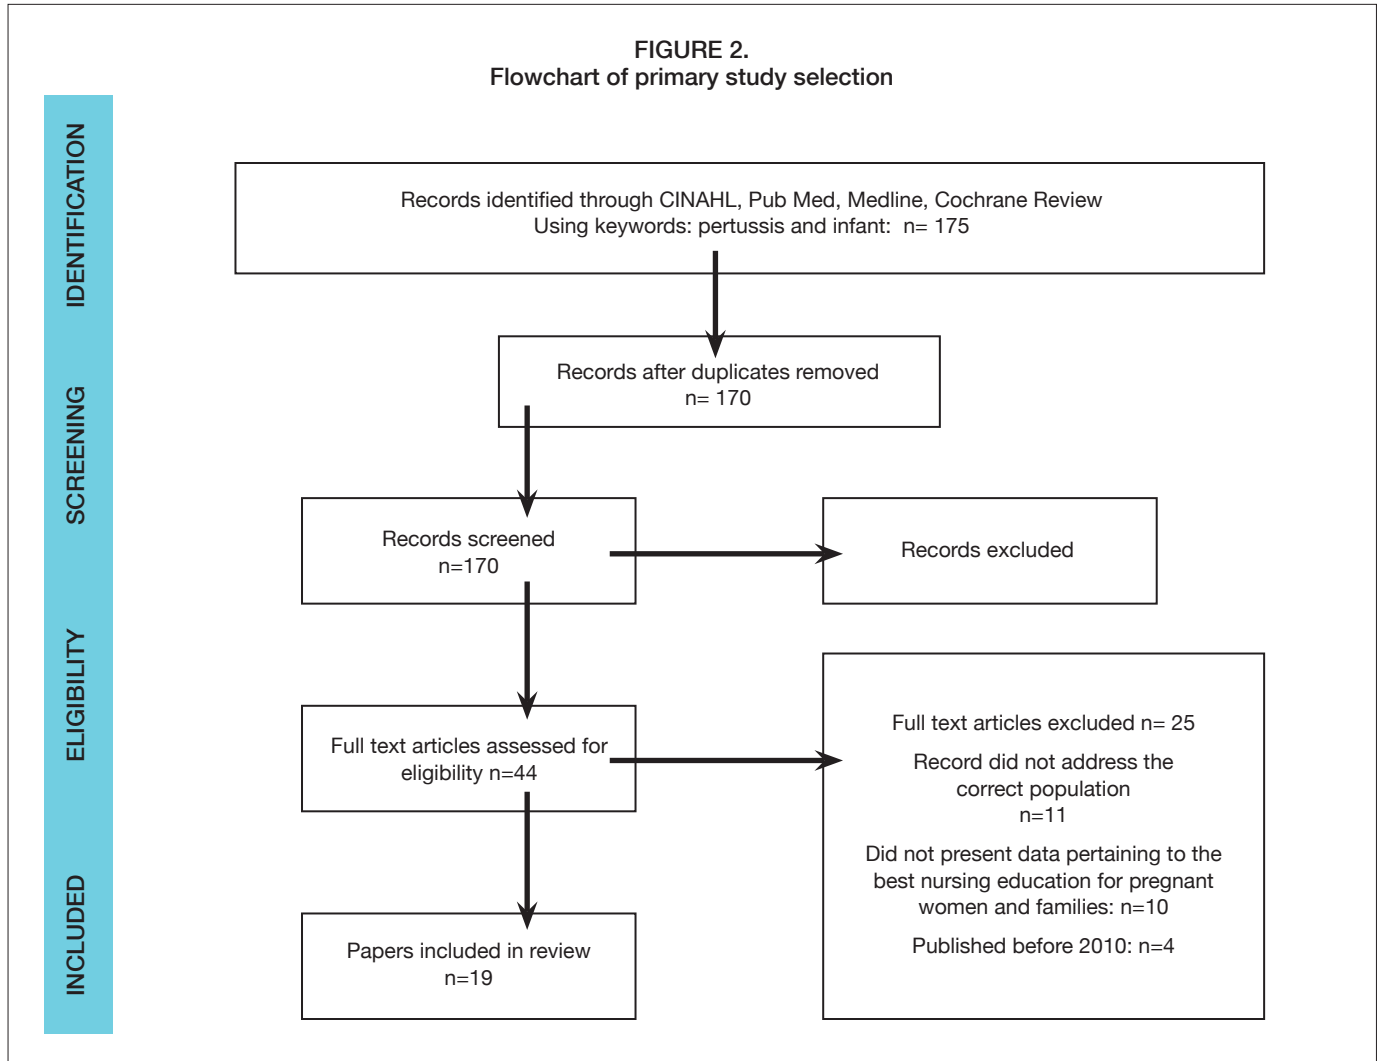 FIGURE 2.
Flowchart of primary study selection
IDENTIFICATION
Records identified through CINAHL, Pub Med, Medline, Cochrane Review
Using keywords: pertussis and infant: n= 175
SCREENING
Records after duplicates removed
n= 170
Records screened
n=170
Records excluded
ELIGIBILITY
Full text articles assessed for
eligibility n=44
Full text articles excluded n= 25
Record did not address the
correct population
n=11
Did not present data pertaining to the
best nursing education for pregnant
women and families: n=10
Published before 2010: n=4
INCLUDED
Papers included in review
n=19